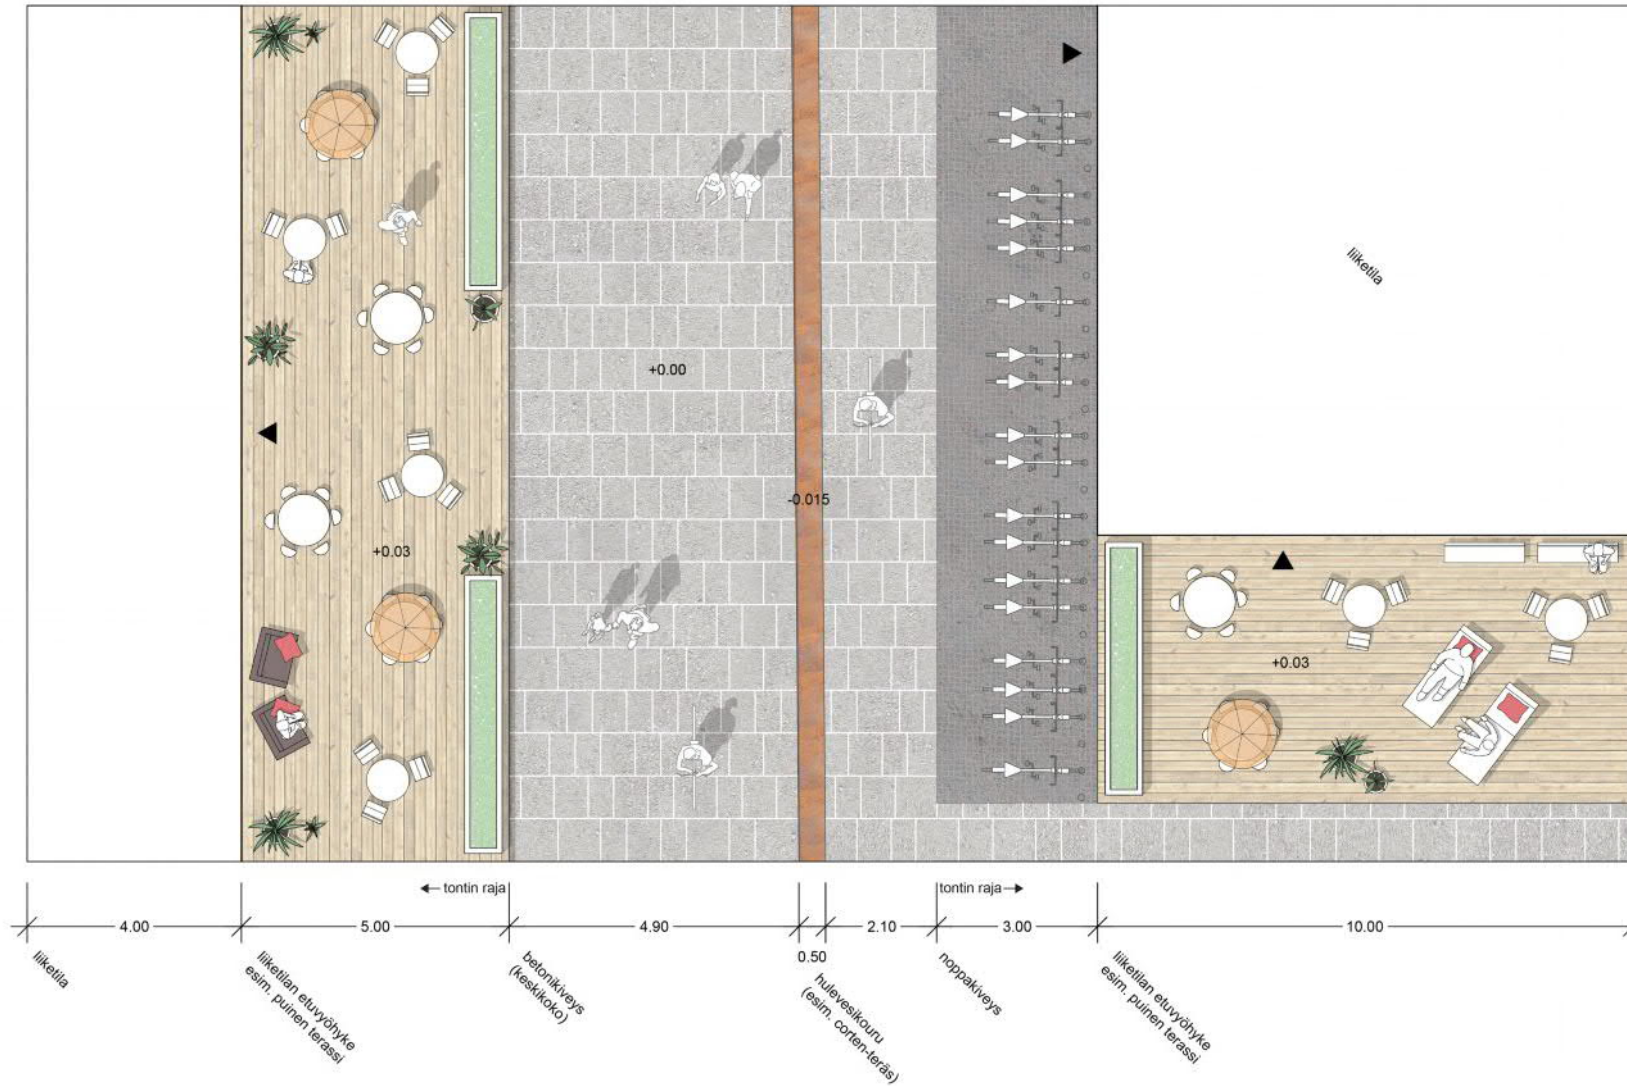 liiketila
+0.00
-0.015
+0.03
+0.03
tontin raja
tontin raja
4.00
5.00
4.90
0.50
2.10
3.00
10.00
liiketila
liiketilan etuvyöhyke
esim. puinen terassi
betonikiveys
(keskikoko)
hulevesikouru
(esim. corten-teräs)
noppakiveys
liiketilan etuvyöhyke
esim. puinen terassi